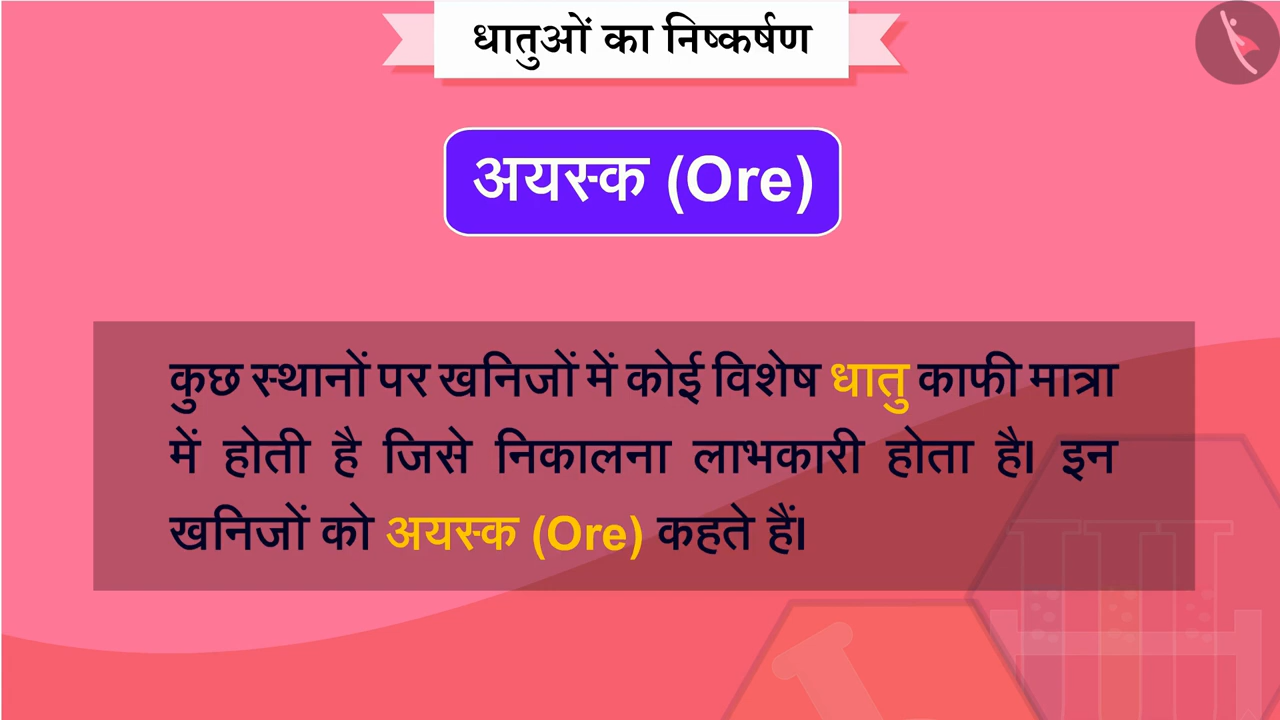 धातुओं का निष्कर्षण
अयस्क (Ore)
कुछ स्थानों पर खनिजों में कोई विशेष धातु काफी मात्रा
में होती है जिसे निकालना लाभकारी होता है। इन
खनिजों को अयस्क (Ore) कहते हैं।